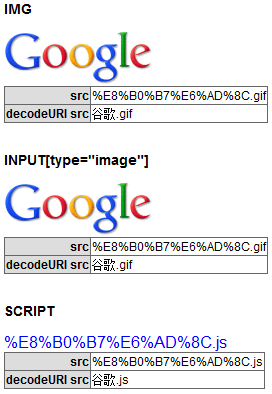 IMG
Google
src %E8%B0%B7%E6%AD%8C.gif
decodeURI src 谷歌.gif
INPUT[type="image"]
Google
src %E8%B0%B7%E6%AD%8C.gif
decodeURI src 谷歌.gif
SCRIPT
%E8%B0%B7%E6%AD%8C.js
src %E8%B0%B7%E6%AD%8C.js
decodeURI src 谷歌.js